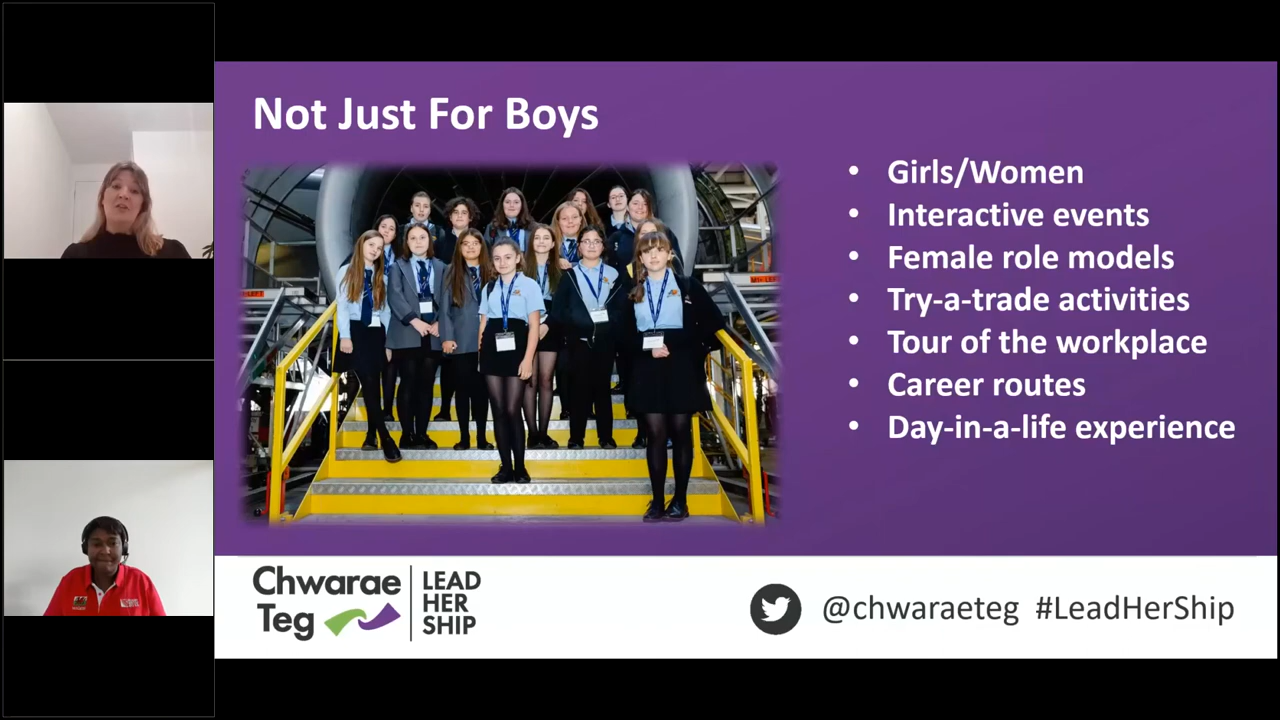 Not Just For Boys
• Girls/Women
• Interactive events
• Female role models
• Try-a-trade activities
• Tour of the workplace
• Career routes
• Day-in-a-life experience
Chwarae
Teg
LEAD
HER
SHIP
@chwaraeteg #LeadHerShip